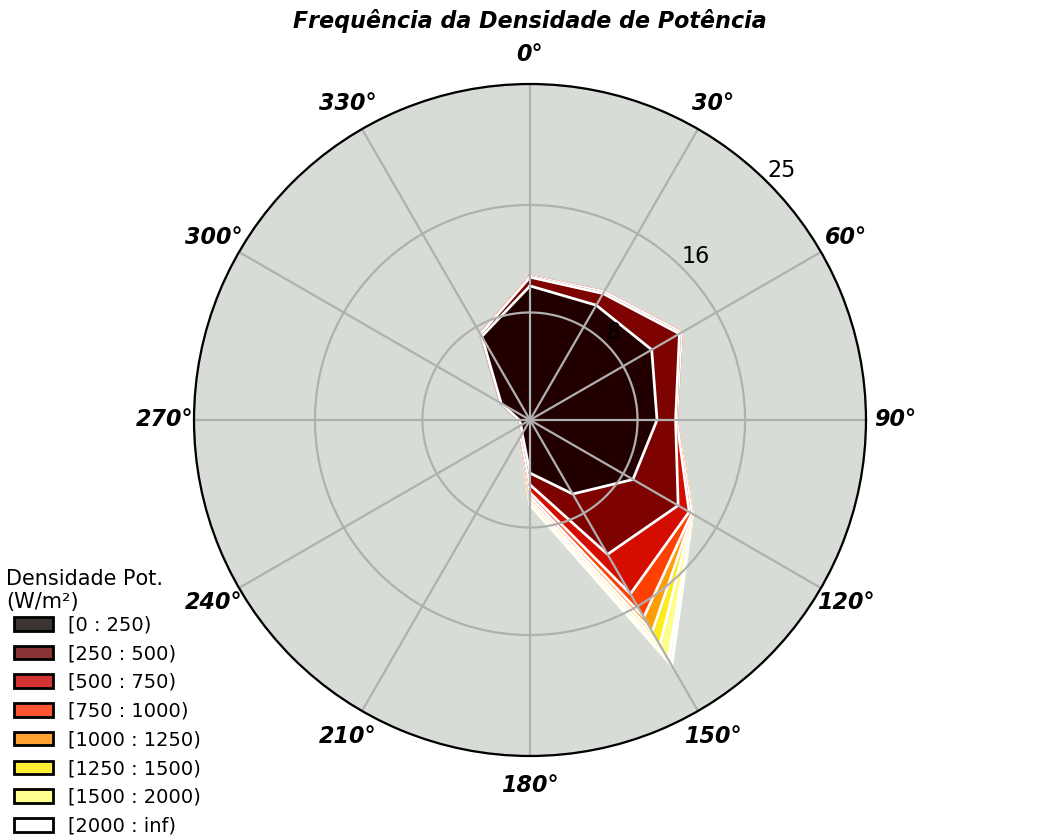 Frequência da Densidade de Potência
0°
330°
30°
25
300°
60°
16
8
270°
90°
240°
120°
210°
150°
180°
Densidade Pot.
(W/m²)
[0 : 250)
[250 : 500)
[500 : 750)
[750 : 1000)
[1000 : 1250)
[1250 : 1500)
[1500 : 2000)
[2000 : inf)